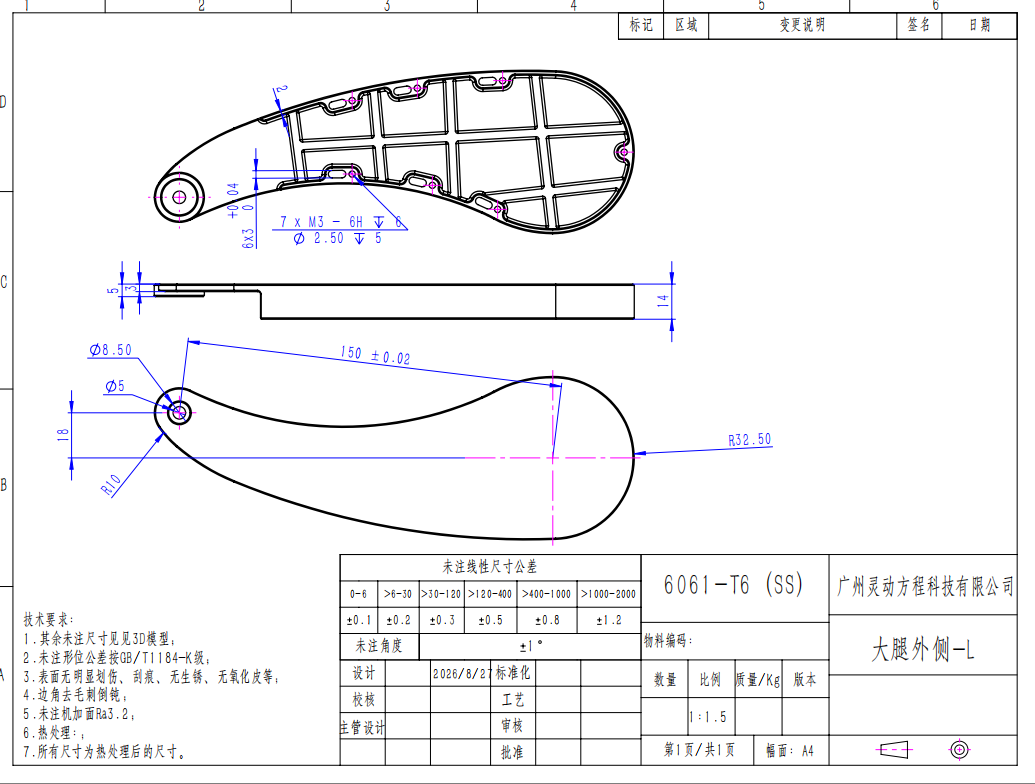 1 2 3 4 5 6
标记 区域 变更说明 签名 日期
D
2
+0.04
6x3 0
7 x M3 - 6H ↧ 6
Ø 2.50 ↧ 5
C
5
3
14
Ø8.50
150 ±0.02
Ø5
18
R32.50
R10
B
未注线性尺寸公差
0-6 >6-30 >30-120 >120-400 >400-1000 >1000-2000
±0.1 ±0.2 ±0.3 ±0.5 ±0.8 ±1.2
未注角度 ±1°
设计 2026/8/27 标准化
校核 工艺
主管设计 审核
批准
6061-T6 (SS)
物料编码:
数量 比例 质量/Kg 版本
1:1.5
第1页/共1页 幅面: A4
广州灵动方程科技有限公司
大腿外侧-L
A
技术要求:
1.其余未注尺寸见见3D模型;
2.未注形位公差按GB/T1184-K级;
3.表面无明显划伤、刮痕、无生锈、无氧化皮等;
4.边角去毛刺倒镜;
5.未注机加面Ra3.2;
6.热处理:;
7.所有尺寸为热处理后的尺寸。